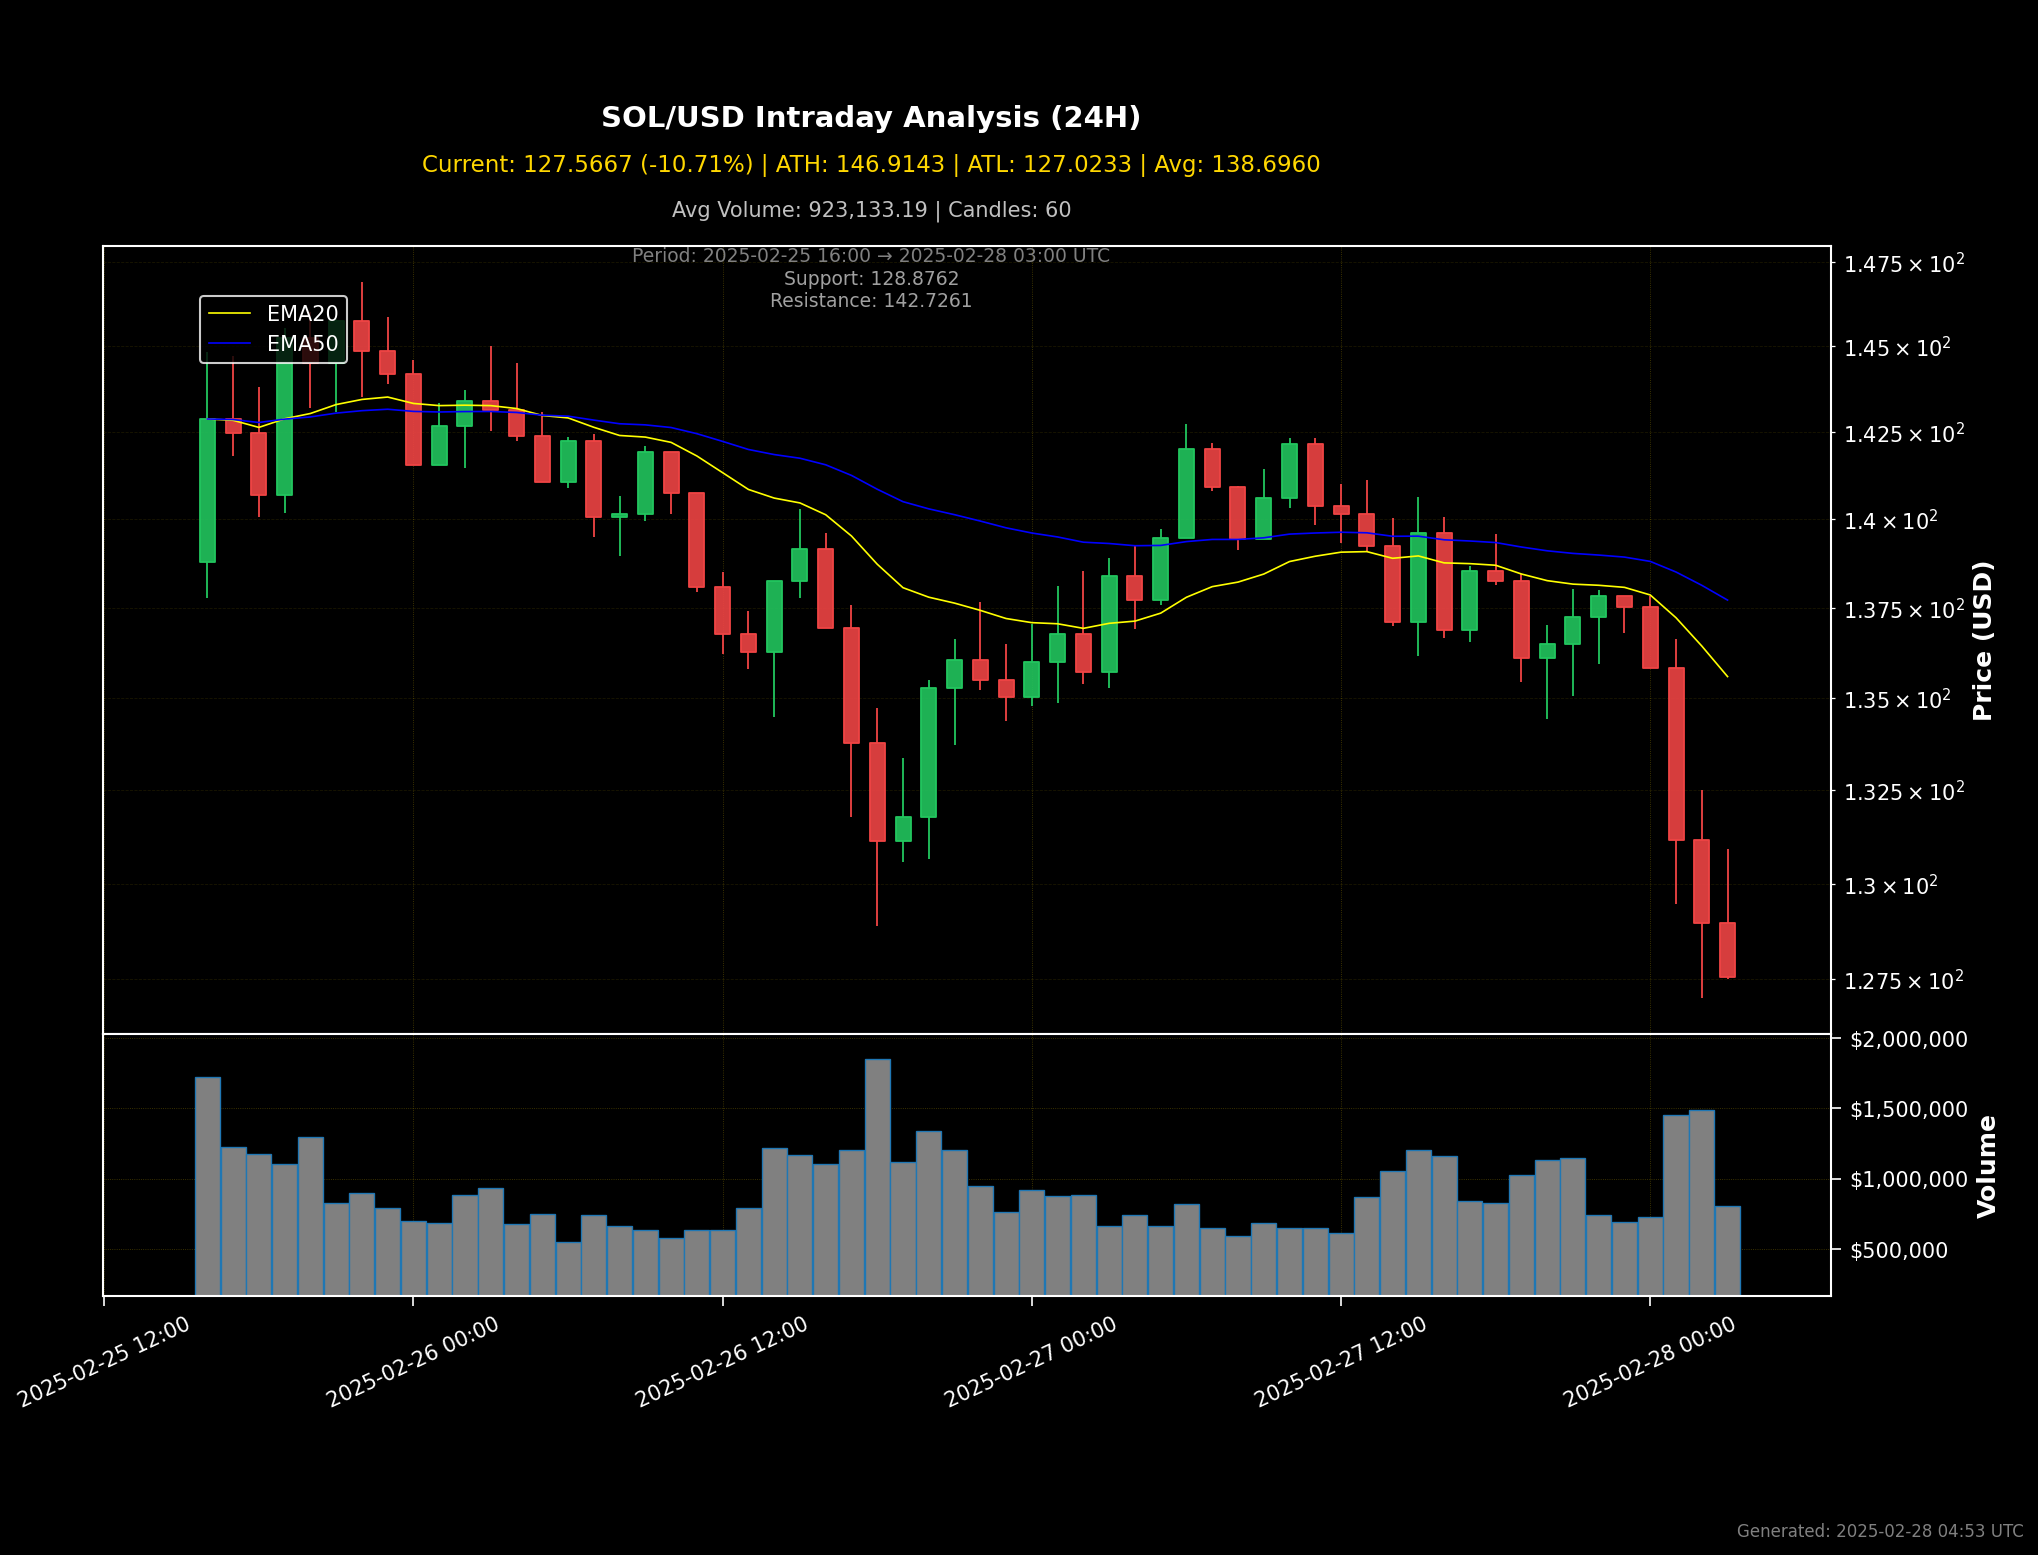 SOL/USD Intraday Analysis (24H)
Current: 127.5667 (-10.71%) | ATH: 146.9143 | ATL: 127.0233 | Avg: 138.6960
Avg Volume: 923,133.19 | Candles: 60
Period: 2025-02-25 16:00 → 2025-02-28 03:00 UTC
Support: 128.8762
Resistance: 142.7261
EMA20
EMA50
1.475 × 10²
1.45 × 10²
1.425 × 10²
1.4 × 10²
1.375 × 10²
1.35 × 10²
1.325 × 10²
1.3 × 10²
1.275 × 10²
Price (USD)
$2,000,000
$1,500,000
$1,000,000
$500,000
Volume
2025-02-25 12:00
2025-02-26 00:00
2025-02-26 12:00
2025-02-27 00:00
2025-02-27 12:00
2025-02-28 00:00
Generated: 2025-02-28 04:53 UTC